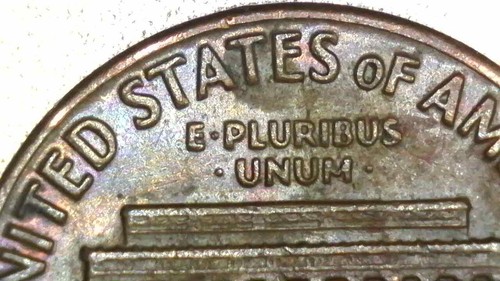 NITED STATES OF AM
E·PLURIBUS
·UNUM·